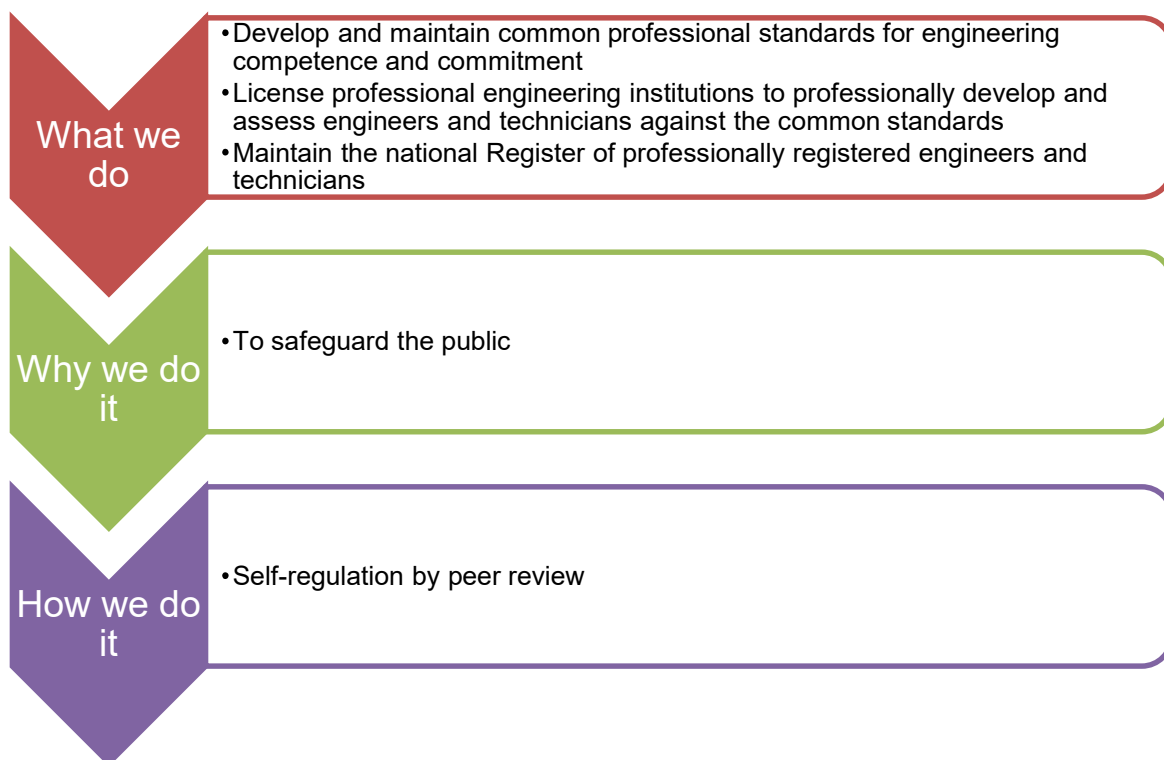 What we
do
•Develop and maintain common professional standards for engineering
competence and commitment
•License professional engineering institutions to professionally develop and
assess engineers and technicians against the common standards
•Maintain the national Register of professionally registered engineers and
technicians
Why we do
it
•To safeguard the public
How we do
it
•Self-regulation by peer review